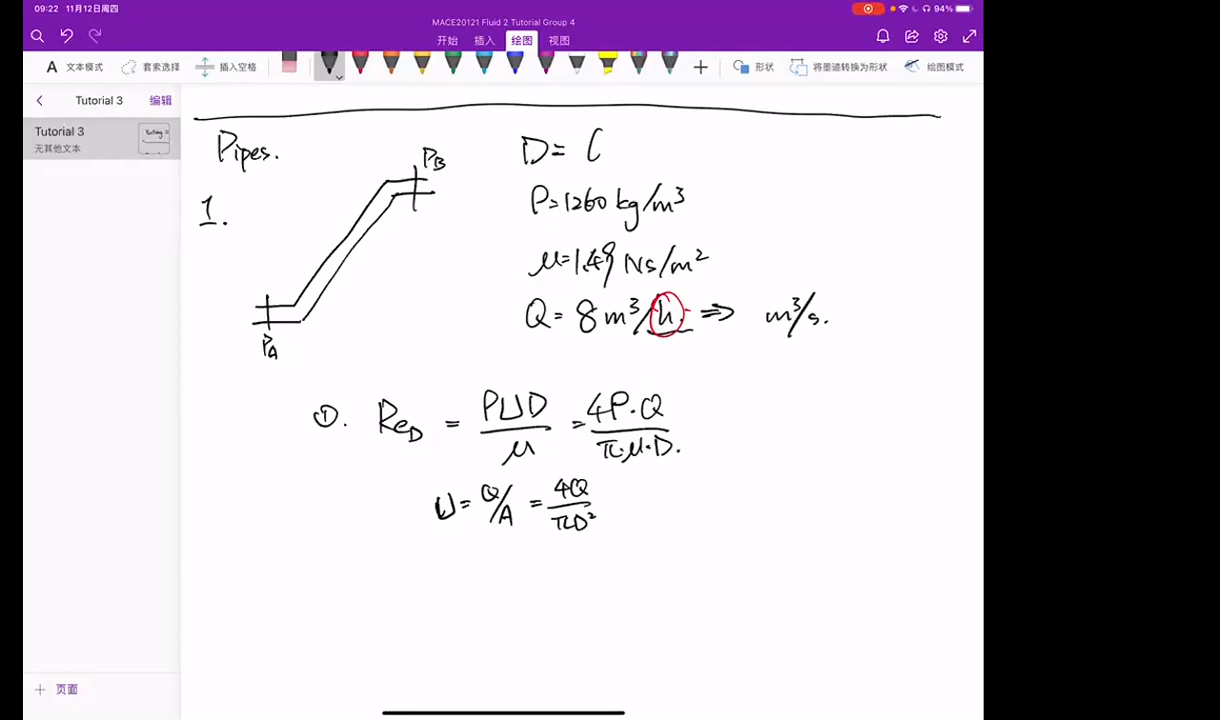 09:22 11月12日周四
94%
MACE20121 Fluid 2 Tutorial Group 4
开始 插入 绘图 视图
文本模式 套索选择 插入空格 形状 将墨迹转换为形状 绘图模式
Tutorial 3 编辑
Tutorial 3
无其他文本
Pipes.
1.
PB
PA
D= (
ρ=1260 kg/m³
μ=1.49 Ns/m²
Q= 8 m³/h. ⇒ m³/s.
①. ReD = ρUD/μ = 4ρ·Q/π·μ·D.
U= Q/A = 4Q/πD²
页面